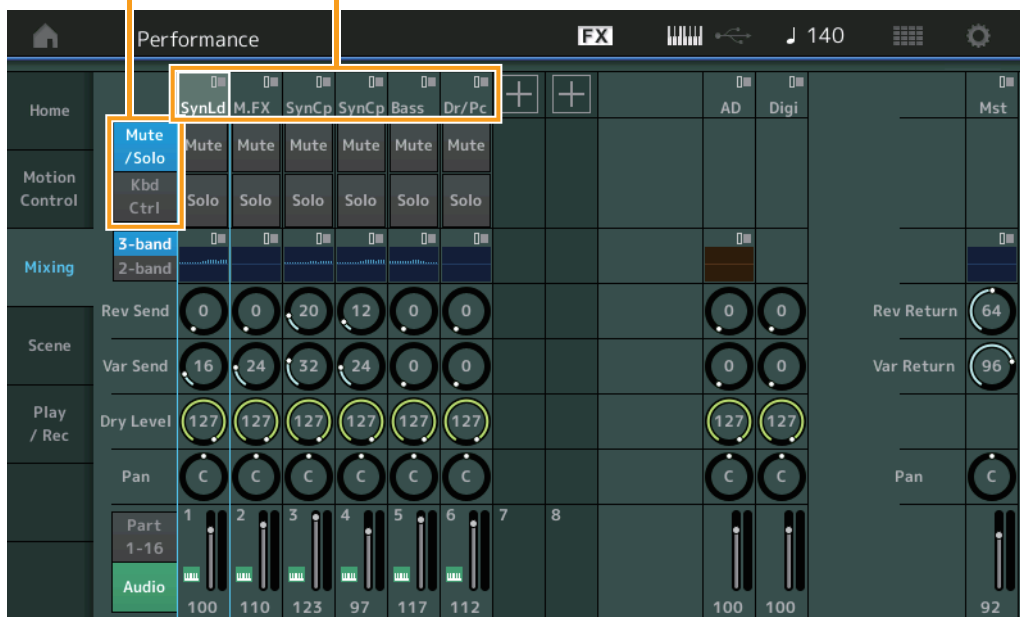 Performance FX 140
Home
SynLd M.FX SynCp SynCp Bass Dr/Pc AD Digi Mst
Mute
/Solo
Mute Mute Mute Mute Mute Mute
Kbd
Ctrl
Solo Solo Solo Solo Solo Solo
Motion
Control
3-band
2-band
Mixing
Rev Send 0 0 20 12 0 0 0 0 Rev Return 64
Scene
Var Send 16 24 32 24 0 0 0 0 Var Return 96
Play
/ Rec
Dry Level 127 127 127 127 127 127 127 127
Pan C C C C C C C C Pan C
Part
1-16
1 2 3 4 5 6 7 8
Audio
100 110 123 97 117 112 100 100 92